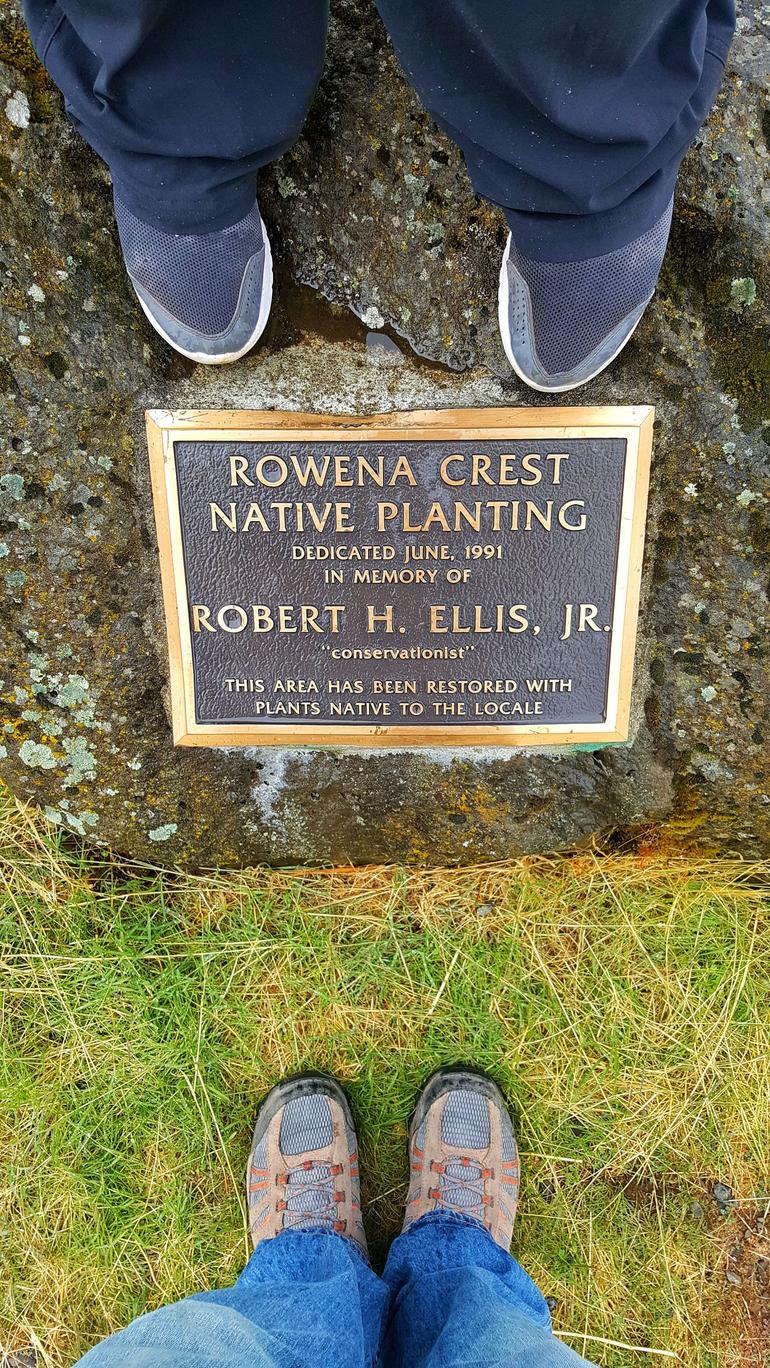 ROWENA CREST
NATIVE PLANTING
DEDICATED JUNE, 1991
IN MEMORY OF
ROBERT H. ELLIS, JR.
"conservationist"
THIS AREA HAS BEEN RESTORED WITH
PLANTS NATIVE TO THE LOCALE